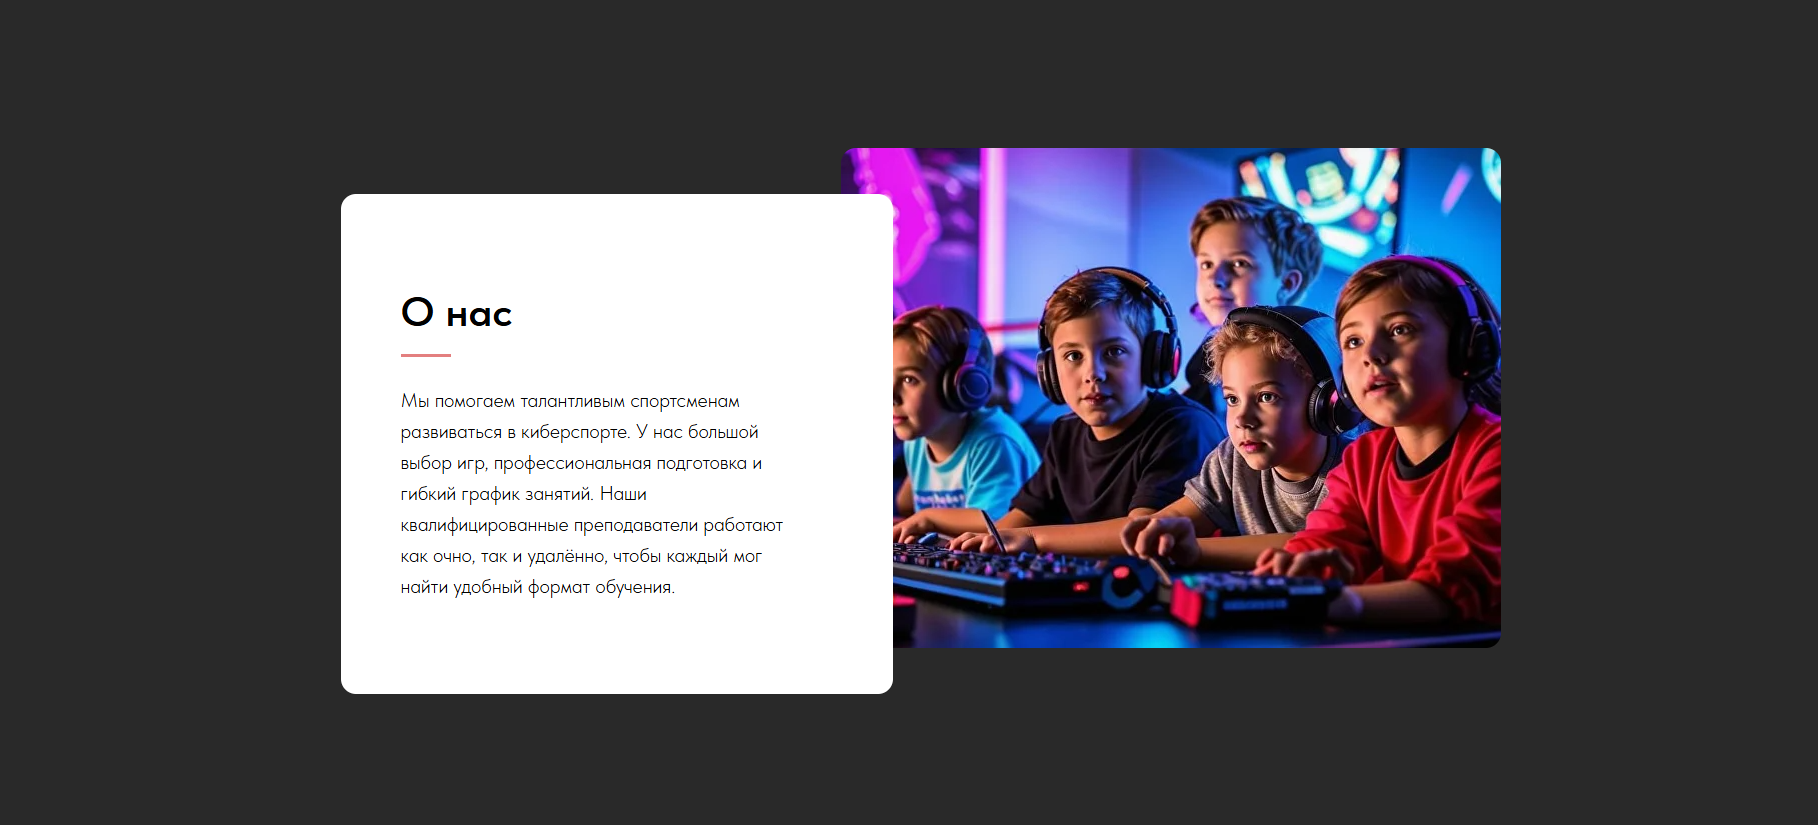 О нас
Мы помогаем талантливым спортсменам
развиваться в киберспорте. У нас большой
выбор игр, профессиональная подготовка и
гибкий график занятий. Наши
квалифицированные преподаватели работают
как очно, так и удалённо, чтобы каждый мог
найти удобный формат обучения.